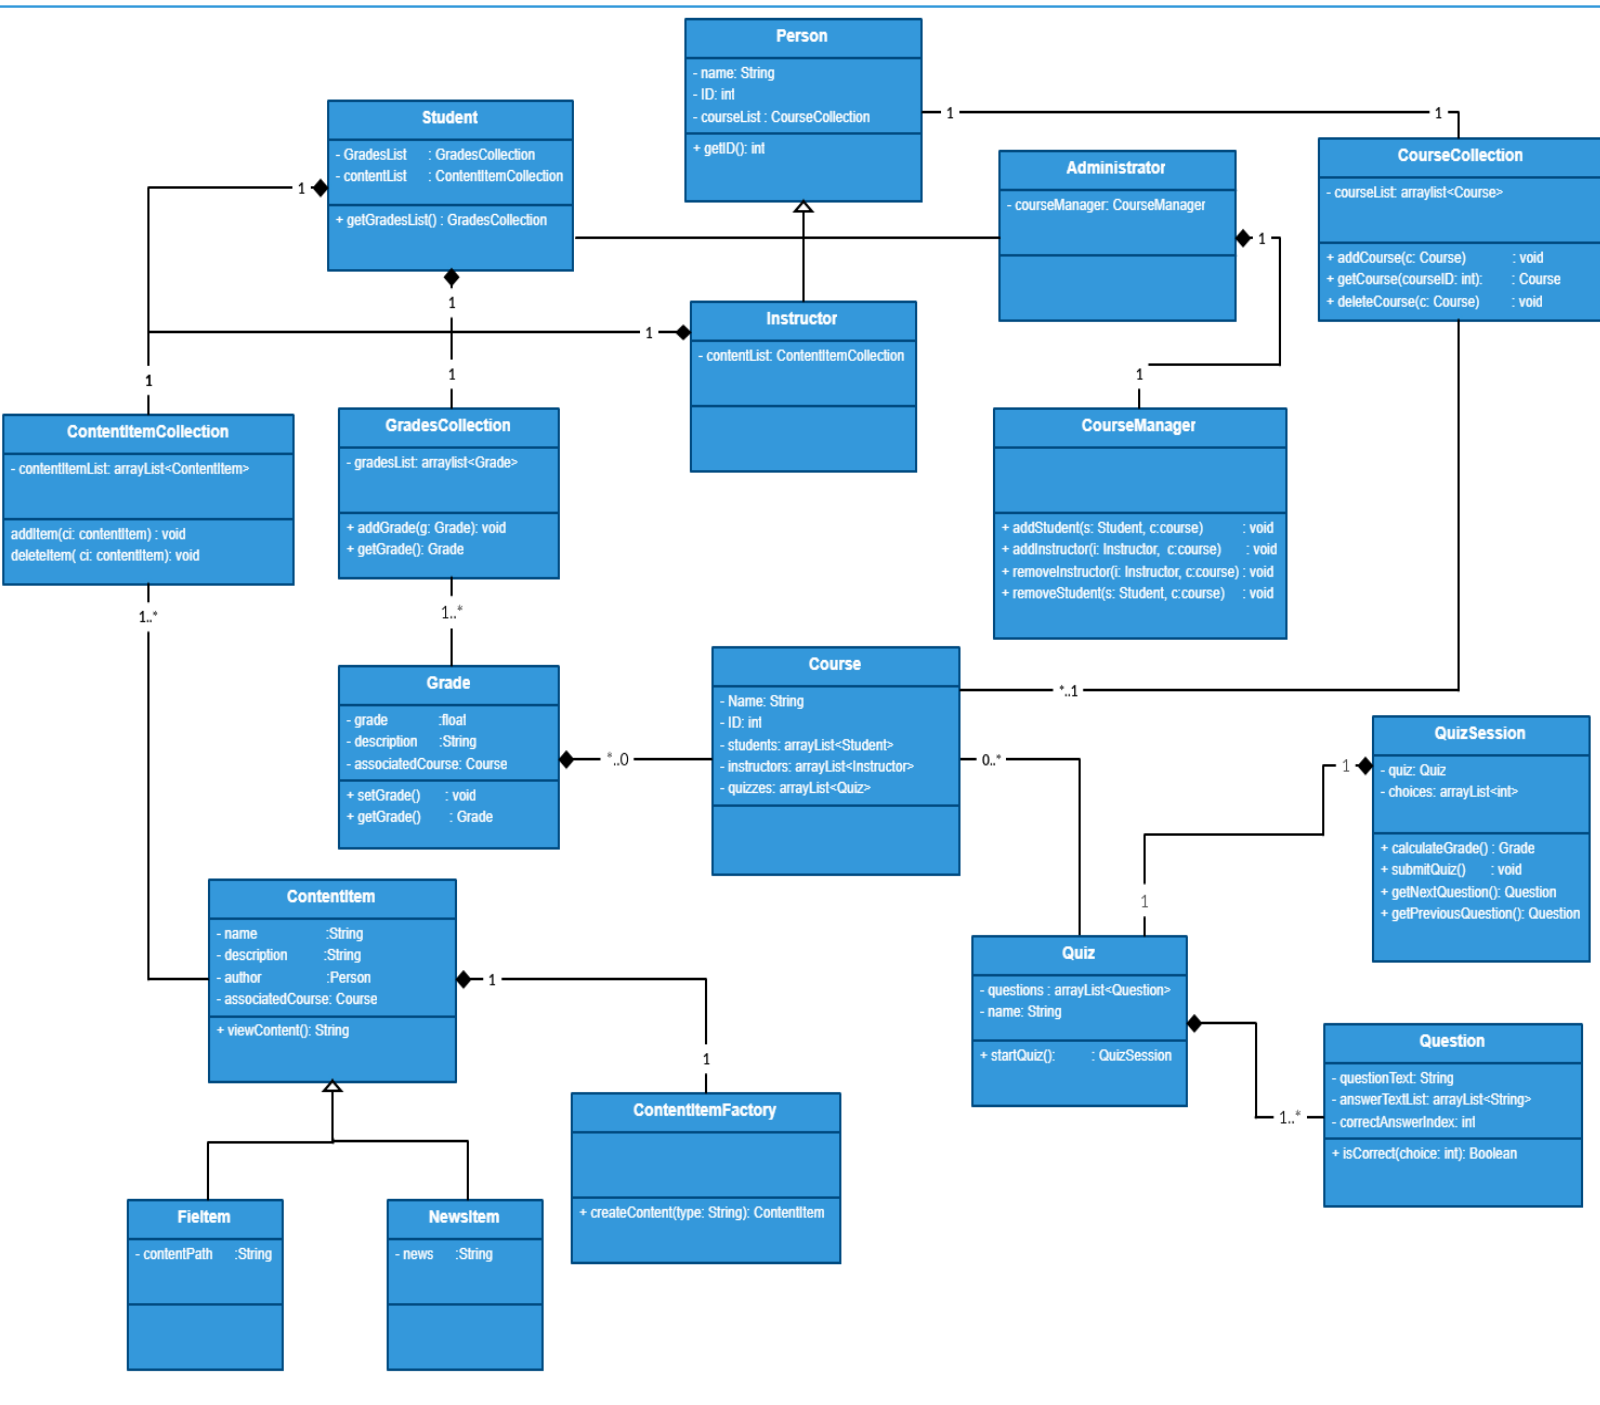 Person
- name: String
- ID: int
- courseList : CourseCollection
+ getID(): int
Student
- GradesList : GradesCollection
- contentList : ContentItemCollection
+ getGradesList() : GradesCollection
1
1
Administrator
- courseManager: CourseManager
CourseCollection
- courseList: arraylist<Course>
+ addCourse(c: Course) : void
+ getCourse(courseID: int): : Course
+ deleteCourse(c: Course) : void
1
1
1
1
1
1
1
Instructor
- contentList: ContentItemCollection
1
ContentItemCollection
- contentItemList: arrayList<ContentItem>
addItem(ci: contentItem) : void
deleteItem( ci: contentItem): void
GradesCollection
- gradesList: arraylist<Grade>
+ addGrade(g: Grade): void
+ getGrade(): Grade
CourseManager
+ addStudent(s: Student, c:course) : void
+ addInstructor(i: Instructor, c:course) : void
+ removeInstructor(i: Instructor, c:course) : void
+ removeStudent(s: Student, c:course) : void
1..*
1..*
Grade
- grade :float
- description :String
- associatedCourse: Course
+ setGrade() : void
+ getGrade() : Grade
*..0
Course
- Name: String
- ID: int
- students: arrayList<Student>
- instructors: arrayList<Instructor>
- quizzes: arrayList<Quiz>
*..1
0..*
QuizSession
- quiz: Quiz
- choices: arrayList<int>
+ calculateGrade() : Grade
+ submitQuiz() : void
+ getNextQuestion(): Question
+ getPreviousQuestion(): Question
1
1
ContentItem
- name :String
- description :String
- author :Person
- associatedCourse: Course
+ viewContent(): String
1
1
Quiz
- questions : arrayList<Question>
- name: String
+ startQuiz(): : QuizSession
1..*
Question
- questionText: String
- answerTextList: arrayList<String>
- correctAnswerIndex: int
+ isCorrect(choice: int): Boolean
ContentItemFactory
+ createContent(type: String): ContentItem
FieItem
- contentPath :String
NewsItem
- news :String